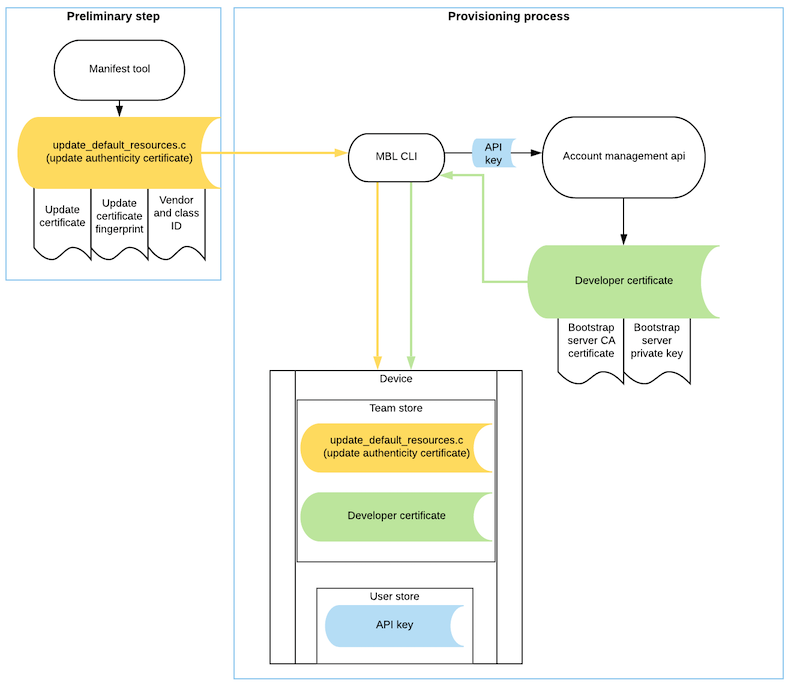 Preliminary step
Manifest tool
update_default_resources.c
(update authenticity certificate)
Update
certificate
Update
certificate
fingerprint
Vendor
and class
ID
Provisioning process
MBL CLI
API
key
Account management api
Developer certificate
Bootstrap
server CA
certificate
Bootstrap
server
private key
Device
Team store
update_default_resources.c
(update authenticity certificate)
Developer certificate
User store
API key